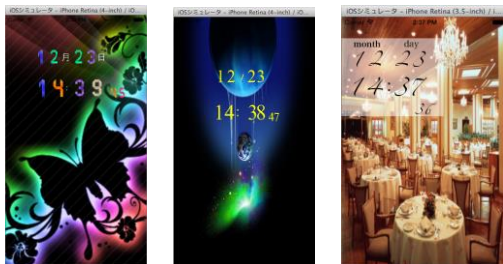 iOSシミュレータ - iPhone Retina (4-inch) / iO...
12月23日
14:39 45
iOSシミュレータ - iPhone Retina (4-inch) / i...
12 / 23
14: 38 47
iOSシミュレータ - iPhone Retina (3.5-inch) / i...
2:37 PM
month day
12/23
14:37
36